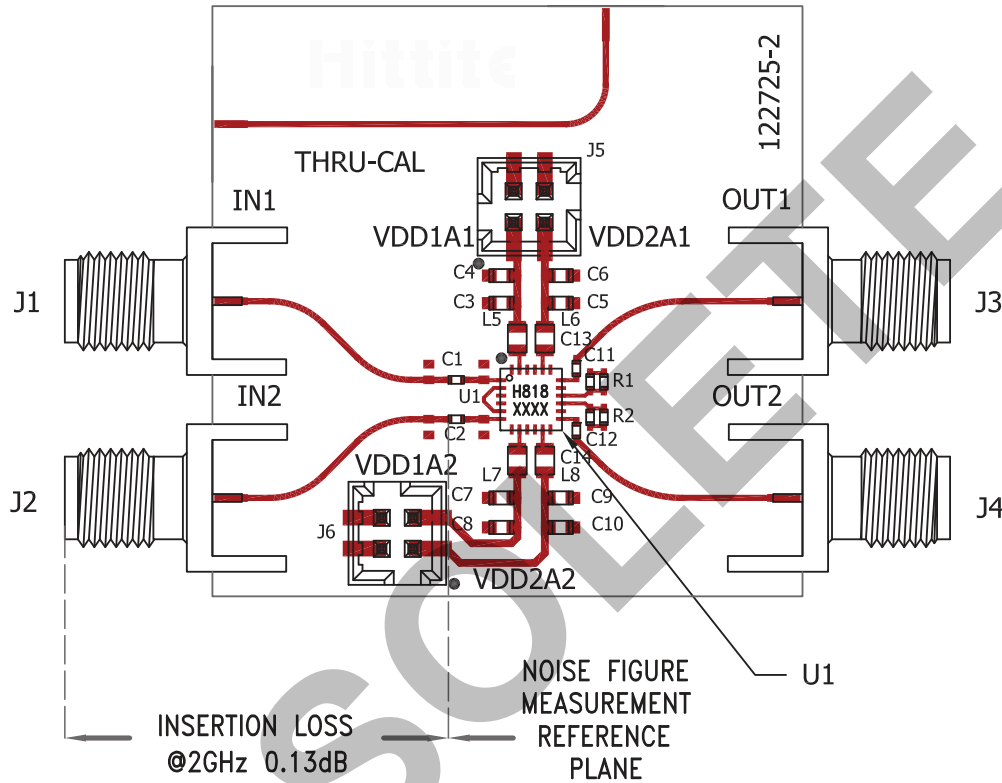 Hittite
122725-2
THRU-CAL
J5
IN1
OUT1
VDD1A1
VDD2A1
C4
C6
C3
C5
J1
J3
L5
L6
C13
C1
C11
R1
U1
H818
XXXX
IN2
OUT2
R2
C2
C12
C14
VDD1A2
L7
L8
J2
J4
C7
C9
J6
C8
C10
VDD2A2
U1
NOISE FIGURE
MEASUREMENT
REFERENCE
PLANE
INSERTION LOSS
@2GHz 0.13dB
SOLETE